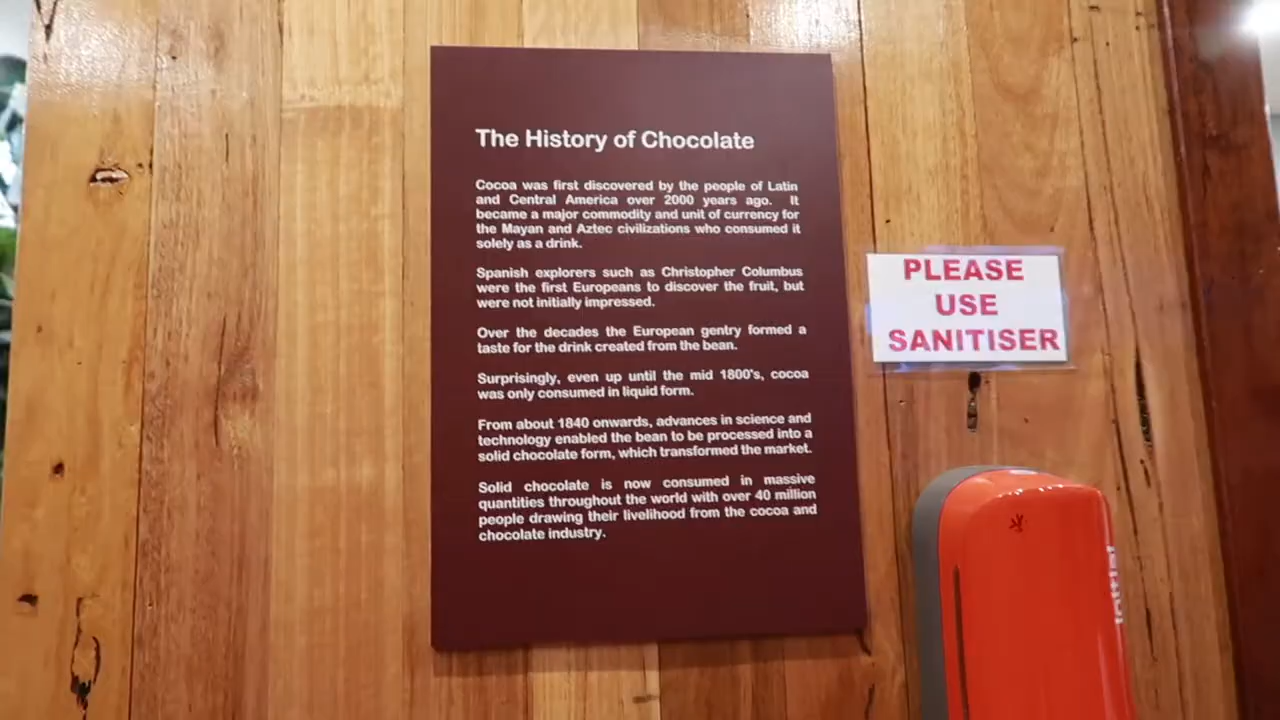 The History of Chocolate
Cocoa was first discovered by the people of Latin
and Central America over 2000 years ago. It
became a major commodity and unit of currency for
the Mayan and Aztec civilizations who consumed it
solely as a drink.
Spanish explorers such as Christopher Columbus
were the first Europeans to discover the fruit, but
were not initially impressed.
Over the decades the European gentry formed a
taste for the drink created from the bean.
Surprisingly, even up until the mid 1800's, cocoa
was only consumed in liquid form.
From about 1840 onwards, advances in science and
technology enabled the bean to be processed into a
solid chocolate form, which transformed the market.
Solid chocolate is now consumed in massive
quantities throughout the world with over 40 million
people drawing their livelihood from the cocoa and
chocolate industry.
PLEASE
USE
SANITISER